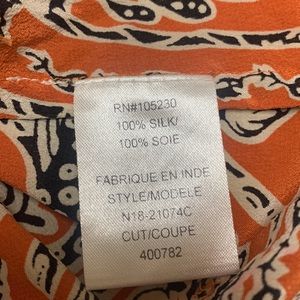 RN#105230
100% SILK/
100% SOIE
FABRIQUE EN INDE
STYLE/MODELE
N18-21074C
CUT/COUPE
400782